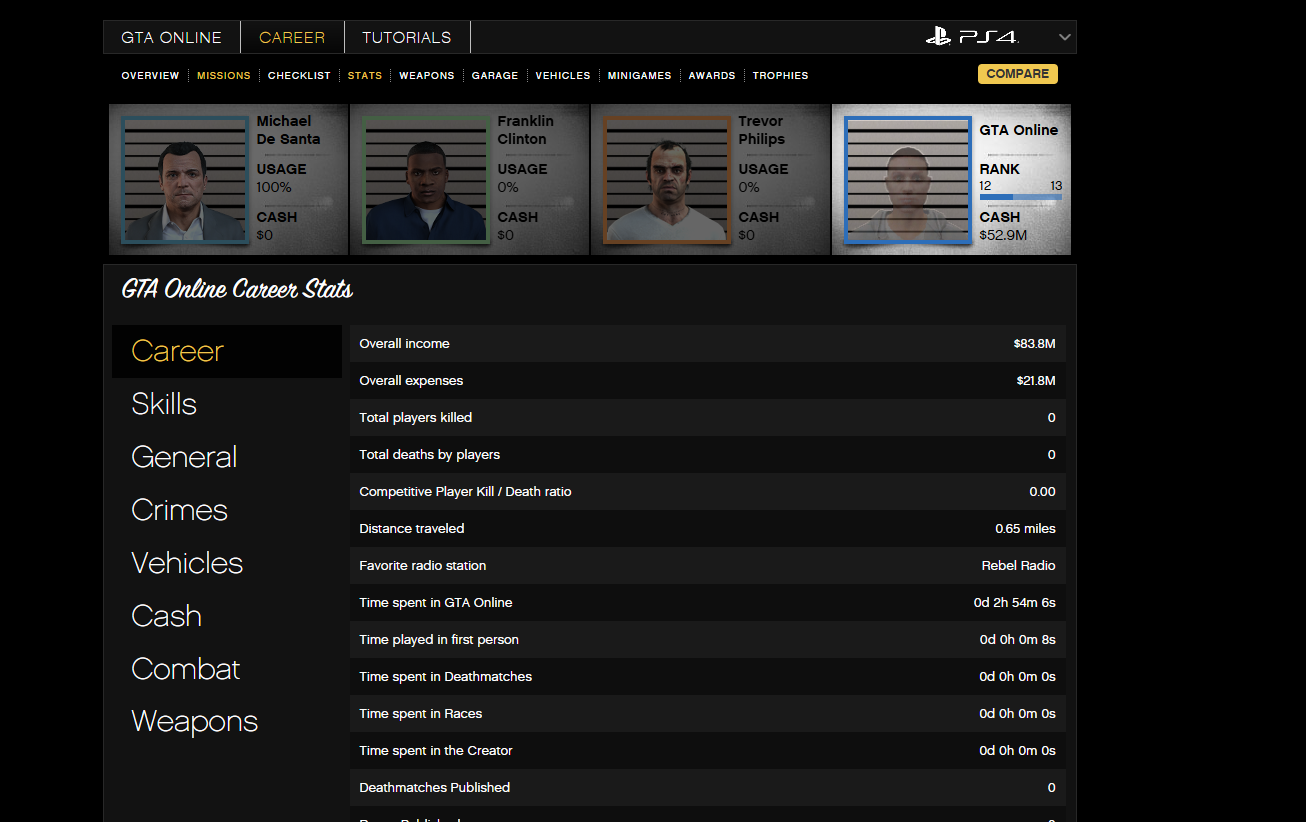 GTA ONLINE CAREER TUTORIALS PS4
OVERVIEW MISSIONS CHECKLIST STATS WEAPONS GARAGE VEHICLES MINIGAMES AWARDS TROPHIES COMPARE
Michael
De Santa
USAGE
100%
CASH
$0
Franklin
Clinton
USAGE
0%
CASH
$0
Trevor
Philips
USAGE
0%
CASH
$0
GTA Online
RANK
12 13
CASH
$52.9M
GTA Online Career Stats
Career
Skills
General
Crimes
Vehicles
Cash
Combat
Weapons
Overall income $83.8M
Overall expenses $21.8M
Total players killed 0
Total deaths by players 0
Competitive Player Kill / Death ratio 0.00
Distance traveled 0.65 miles
Favorite radio station Rebel Radio
Time spent in GTA Online 0d 2h 54m 6s
Time played in first person 0d 0h 0m 8s
Time spent in Deathmatches 0d 0h 0m 0s
Time spent in Races 0d 0h 0m 0s
Time spent in the Creator 0d 0h 0m 0s
Deathmatches Published 0